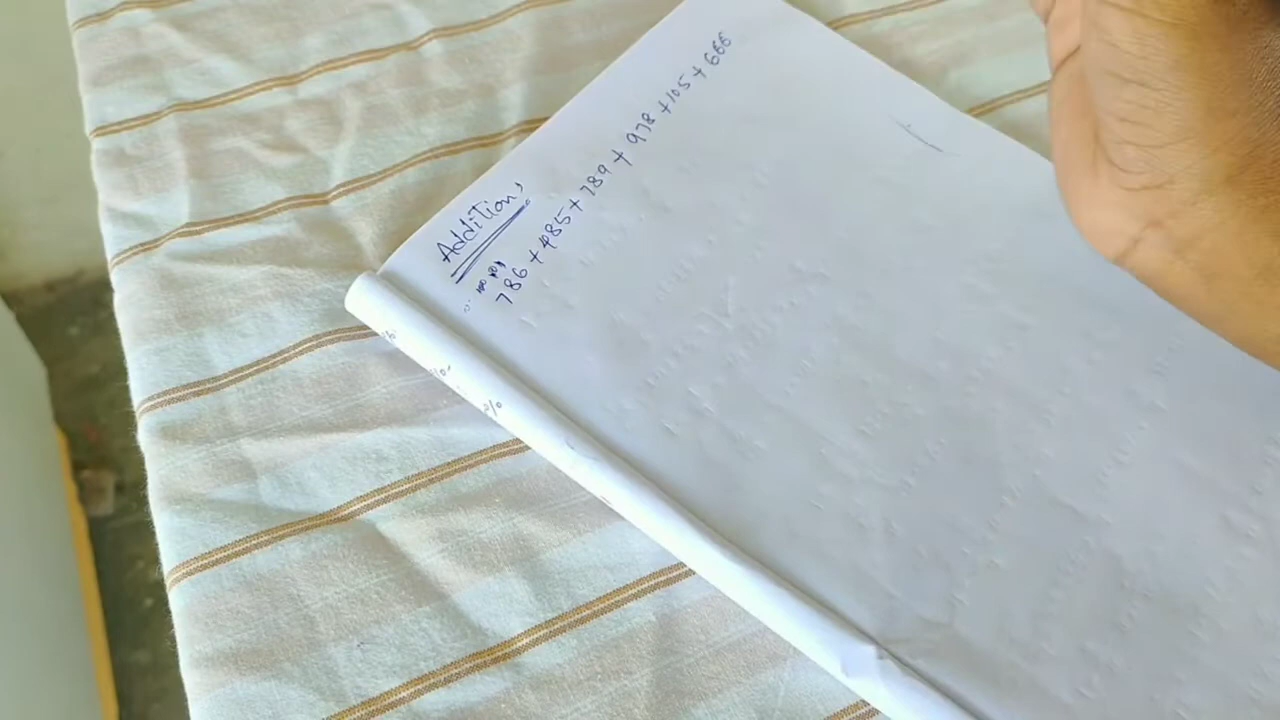 Addition,
786 + 485 + 789 + 978 + 105 + 666